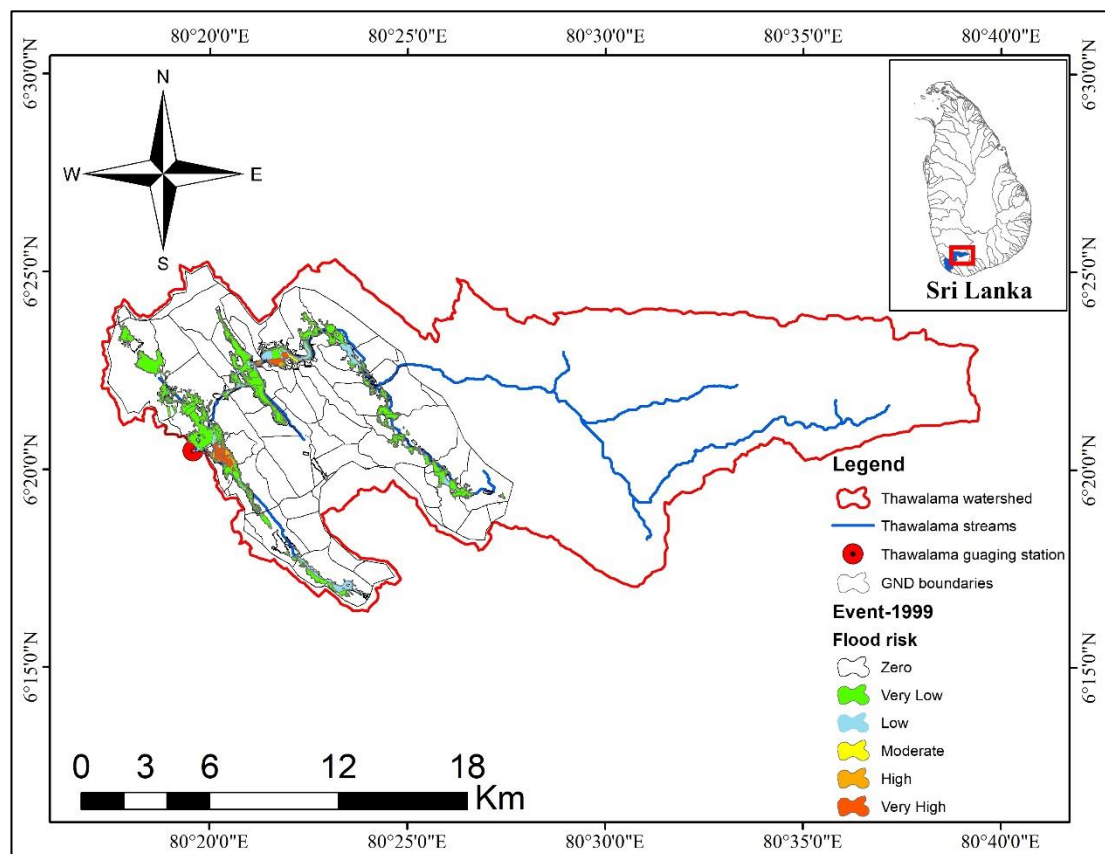 80°20'0"E 80°25'0"E 80°30'0"E 80°35'0"E 80°40'0"E
6°30'0"N
6°30'0"N
N
W E
S
Sri Lanka
6°25'0"N
6°25'0"N
6°20'0"N
6°20'0"N
6°15'0"N
6°15'0"N
Legend
Thawalama watershed
Thawalama streams
Thawalama guaging station
GND boundaries
Event-1999
Flood risk
Zero
Very Low
Low
Moderate
High
Very High
0 3 6 12 18
Km
80°20'0"E 80°25'0"E 80°30'0"E 80°35'0"E 80°40'0"E